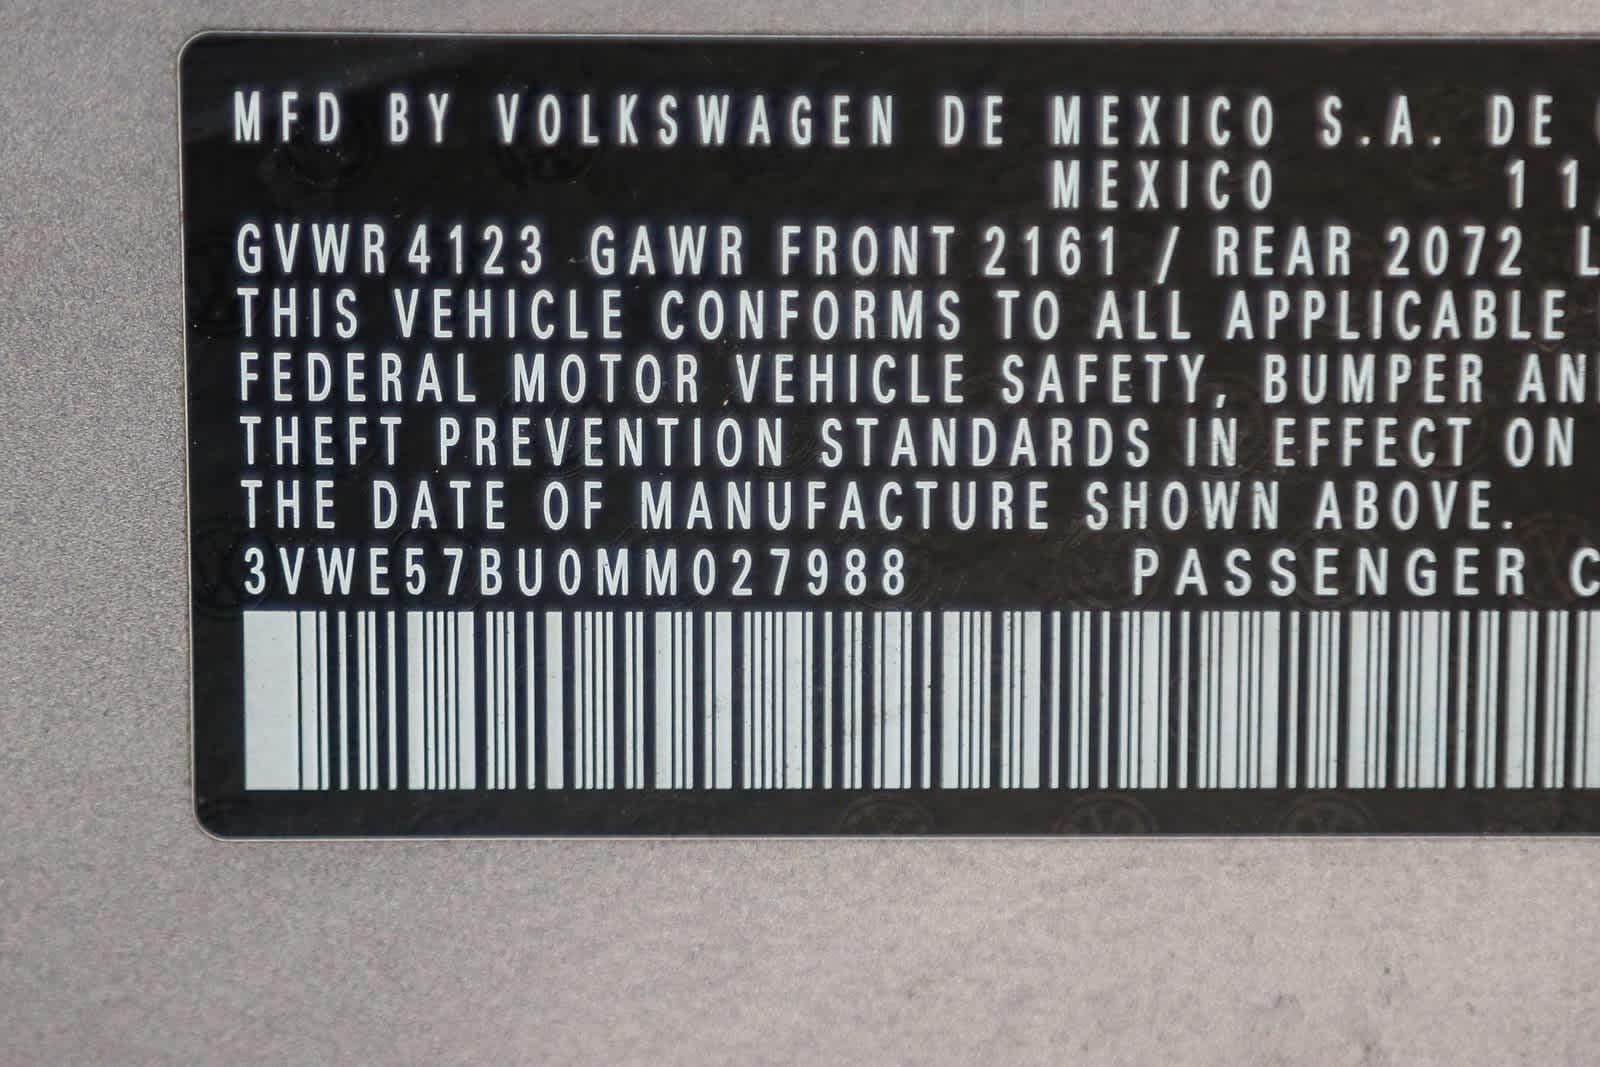 MFD BY VOLKSWAGEN DE MEXICO S.A. DE
MEXICO 11
GVWR 4123 GAWR FRONT 2161 / REAR 2072 L
THIS VEHICLE CONFORMS TO ALL APPLICABLE
FEDERAL MOTOR VEHICLE SAFETY, BUMPER AN
THEFT PREVENTION STANDARDS IN EFFECT ON
THE DATE OF MANUFACTURE SHOWN ABOVE.
3VWE57BU0MM027988 PASSENGER C